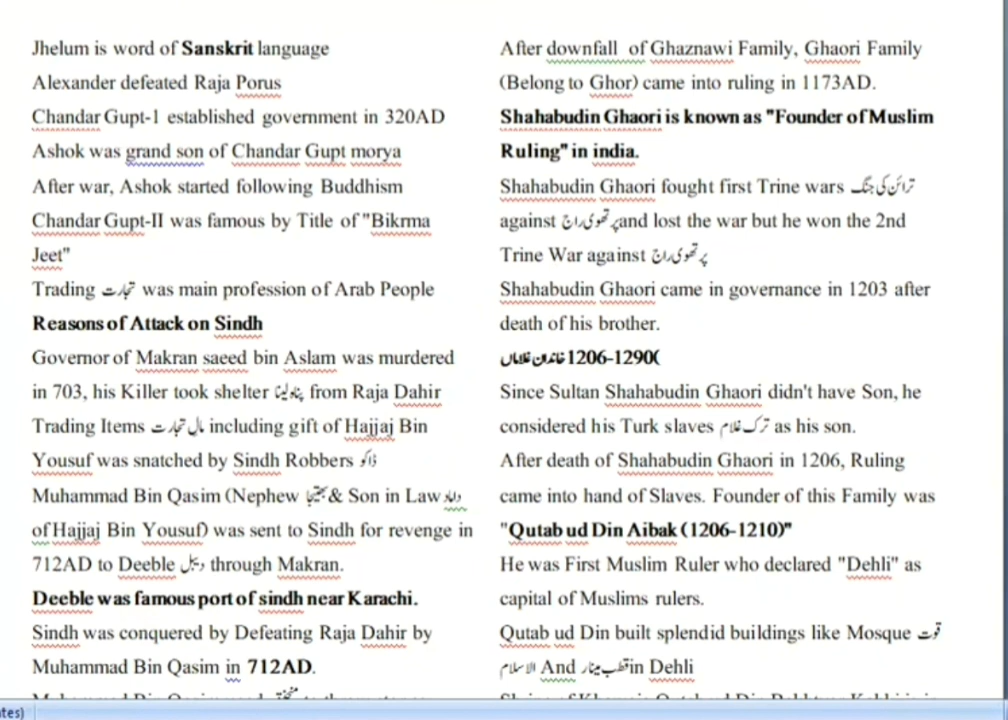 Jhelum is word of Sanskrit language
Alexander defeated Raja Porus
Chandar Gupt-1 established government in 320AD
Ashok was grand son of Chandar Gupt morya
After war, Ashok started following Buddhism
Chandar Gupt-II was famous by Title of "Bikrma
Jeet"
Trading تجارت was main profession of Arab People
Reasons of Attack on Sindh
Governor of Makran saeed bin Aslam was murdered
in 703, his Killer took shelter پناہ لینا from Raja Dahir
Trading Items مال تجارت including gift of Hajjaj Bin
Yousuf was snatched by Sindh Robbers ڈاکو
Muhammad Bin Qasim (Nephew بھتیجا & Son in Law داماد
of Hajjaj Bin Yousuf) was sent to Sindh for revenge in
712AD to Deeble دیبل through Makran.
Deeble was famous port of sindh near Karachi.
Sindh was conquered by Defeating Raja Dahir by
Muhammad Bin Qasim in 712AD.
After downfall of Ghaznawi Family, Ghaori Family
(Belong to Ghor) came into ruling in 1173AD.
Shahabudin Ghaori is known as "Founder of Muslim
Ruling" in india.
Shahabudin Ghaori fought first Trine wars ترائن کی جنگ
against پرتھوی راج and lost the war but he won the 2nd
Trine War against پرتھوی راج
Shahabudin Ghaori came in governance in 1203 after
death of his brother.
خاندان غلاماں 1206-1290(
Since Sultan Shahabudin Ghaori didn't have Son, he
considered his Turk slaves ترک غلام as his son.
After death of Shahabudin Ghaori in 1206, Ruling
came into hand of Slaves. Founder of this Family was
"Qutab ud Din Aibak (1206-1210)"
He was First Muslim Ruler who declared "Dehli" as
capital of Muslims rulers.
Qutab ud Din built splendid buildings like Mosque قوت
الاسلام And قطب مینار in Dehli
tes)